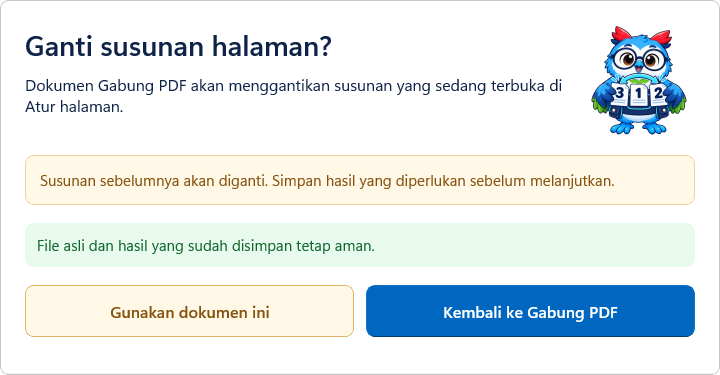 Ganti susunan halaman?
Dokumen Gabung PDF akan menggantikan susunan yang sedang terbuka di
Atur halaman.
3 1 2
Susunan sebelumnya akan diganti. Simpan hasil yang diperlukan sebelum melanjutkan.
File asli dan hasil yang sudah disimpan tetap aman.
Gunakan dokumen ini
Kembali ke Gabung PDF